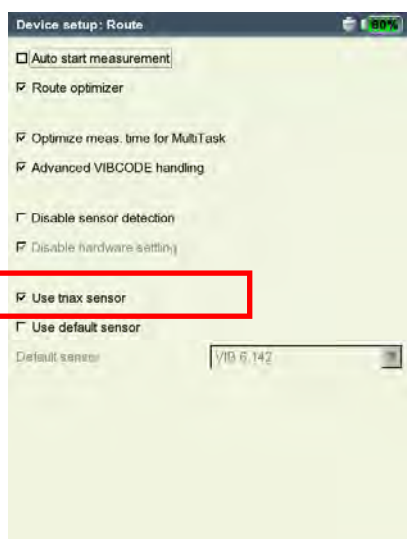 Device setup: Route
80%
Auto start measurement
Route optimizer
Optimize meas. time for MultiTask
Advanced VIBCODE handling
Disable sensor detection
Disable hardware setting
Use triax sensor
Use default sensor
Default sensor VIB 6.142